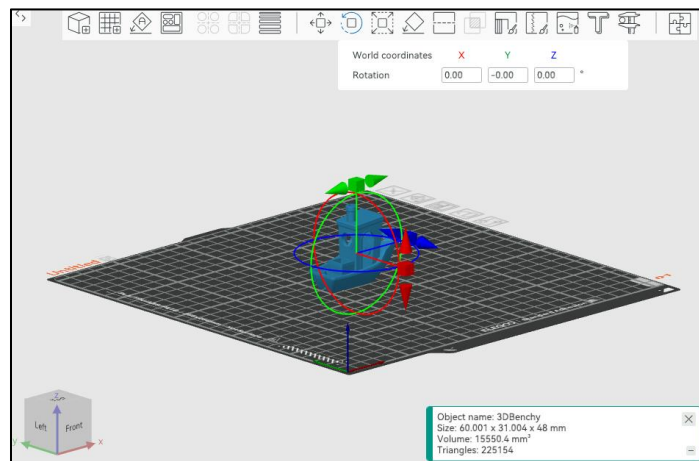 World coordinates X Y Z
Rotation 0.00 -0.00 0.00 °
Untitled
Left Front
Z
y x
Object name: 3DBenchy
Size: 60.001 x 31.004 x 48 mm
Volume: 15550.4 mm³
Triangles: 225154